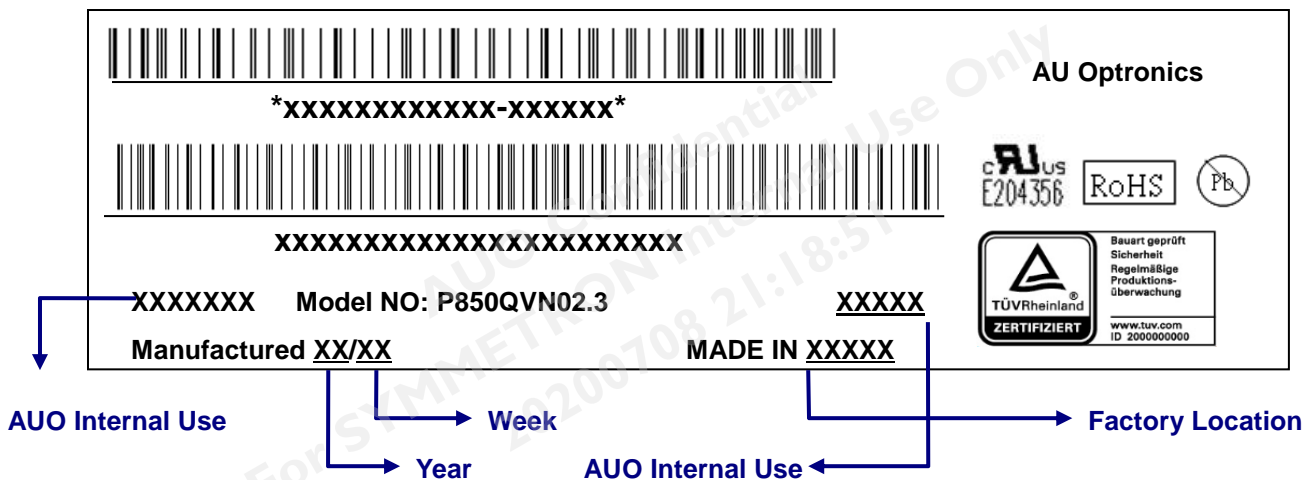 AU Optronics
*xxxxxxxxxxxx-xxxxxx*
c RU us
E204356
RoHS
Pb
xxxxxxxxxxxxxxxxxxxxxxx
Bauart geprüft
Sicherheit
Regelmäßige
Produktions-
überwachung
TÜVRheinland®
ZERTIFIZIERT
www.tuv.com
ID 2000000000
XXXXXXX Model NO: P850QVN02.3 XXXXX
Manufactured XX/XX MADE IN XXXXX
AUO Internal Use
Week
Factory Location
Year
AUO Internal Use
AUO Confidential
For SYMMETRON Internal Use Only
20200708 21:18:51